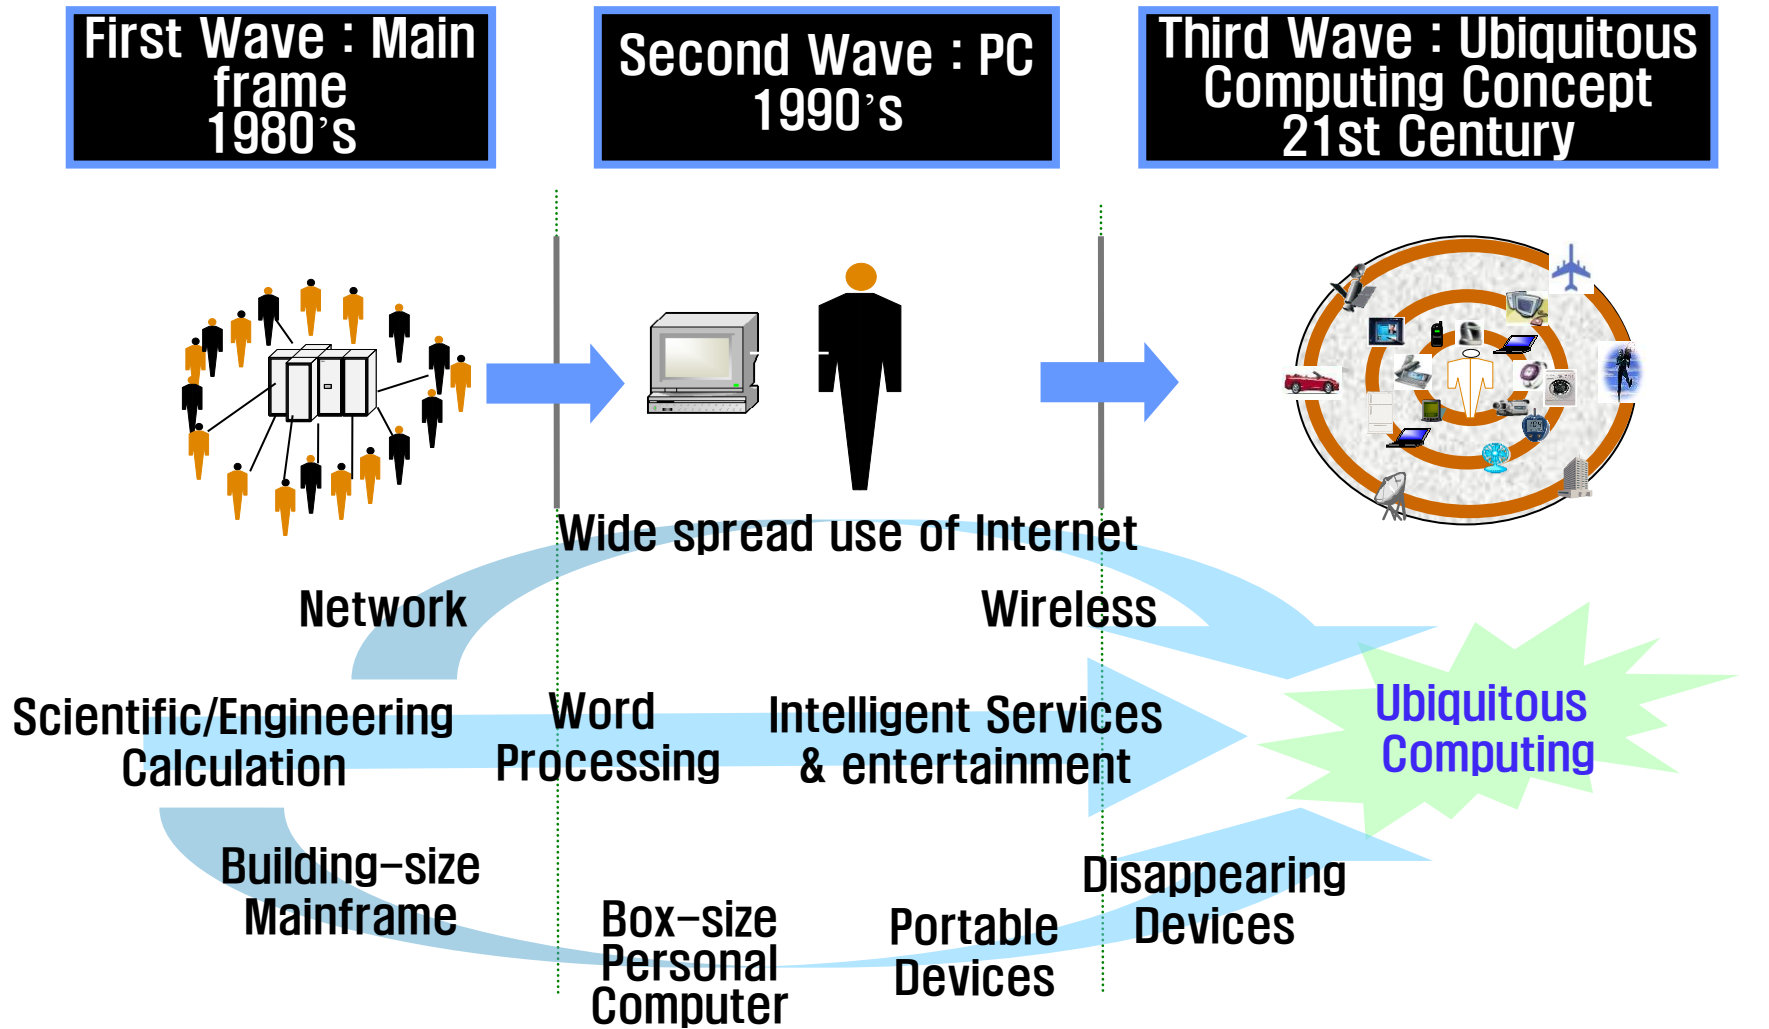 First Wave : Main
frame
1980's
Second Wave : PC
1990's
Third Wave : Ubiquitous
Computing Concept
21st Century
Wide spread use of Internet
Network
Wireless
Scientific/Engineering
Calculation
Word
Processing
Intelligent Services
& entertainment
Ubiquitous
Computing
Building-size
Mainframe
Box-size
Personal
Computer
Portable
Devices
Disappearing
Devices